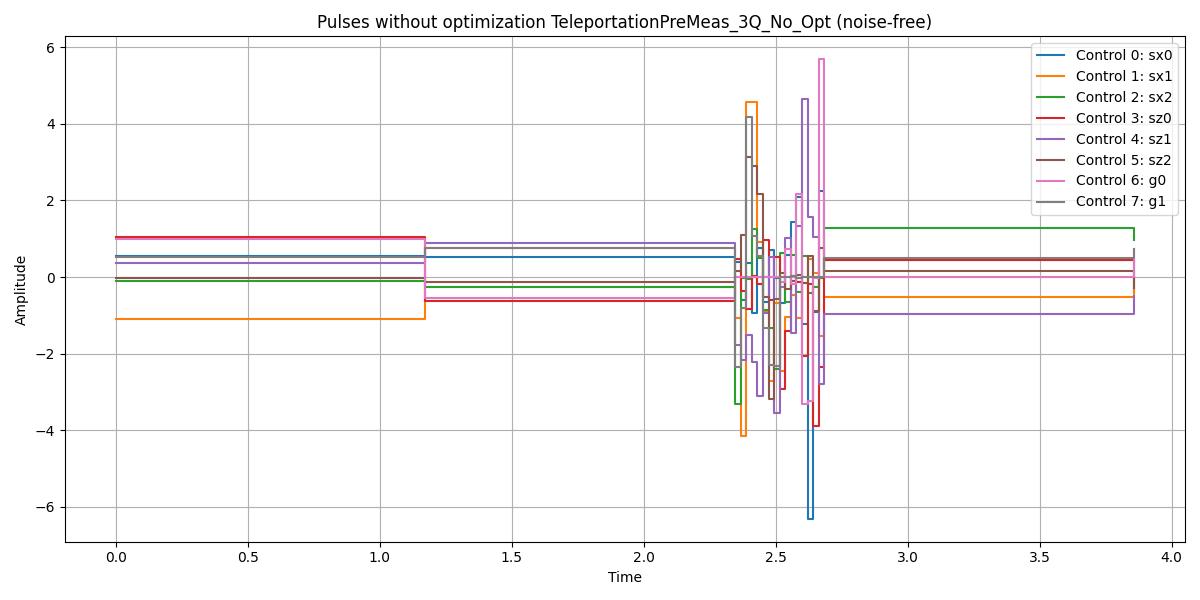 Pulses without optimization TeleportationPreMeas_3Q_No_Opt (noise-free)
Amplitude
6
4
2
0
−2
−4
−6
Control 0: sx0
Control 1: sx1
Control 2: sx2
Control 3: sz0
Control 4: sz1
Control 5: sz2
Control 6: g0
Control 7: g1
0.0 0.5 1.0 1.5 2.0 2.5 3.0 3.5 4.0
Time